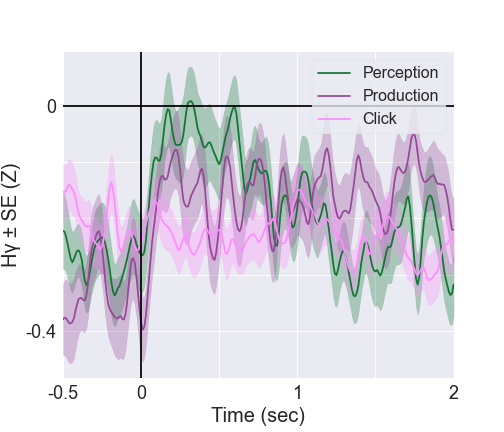 Perception
Production
Click
0
-0.4
Hγ ± SE (Z)
-0.5
0
1
2
Time (sec)